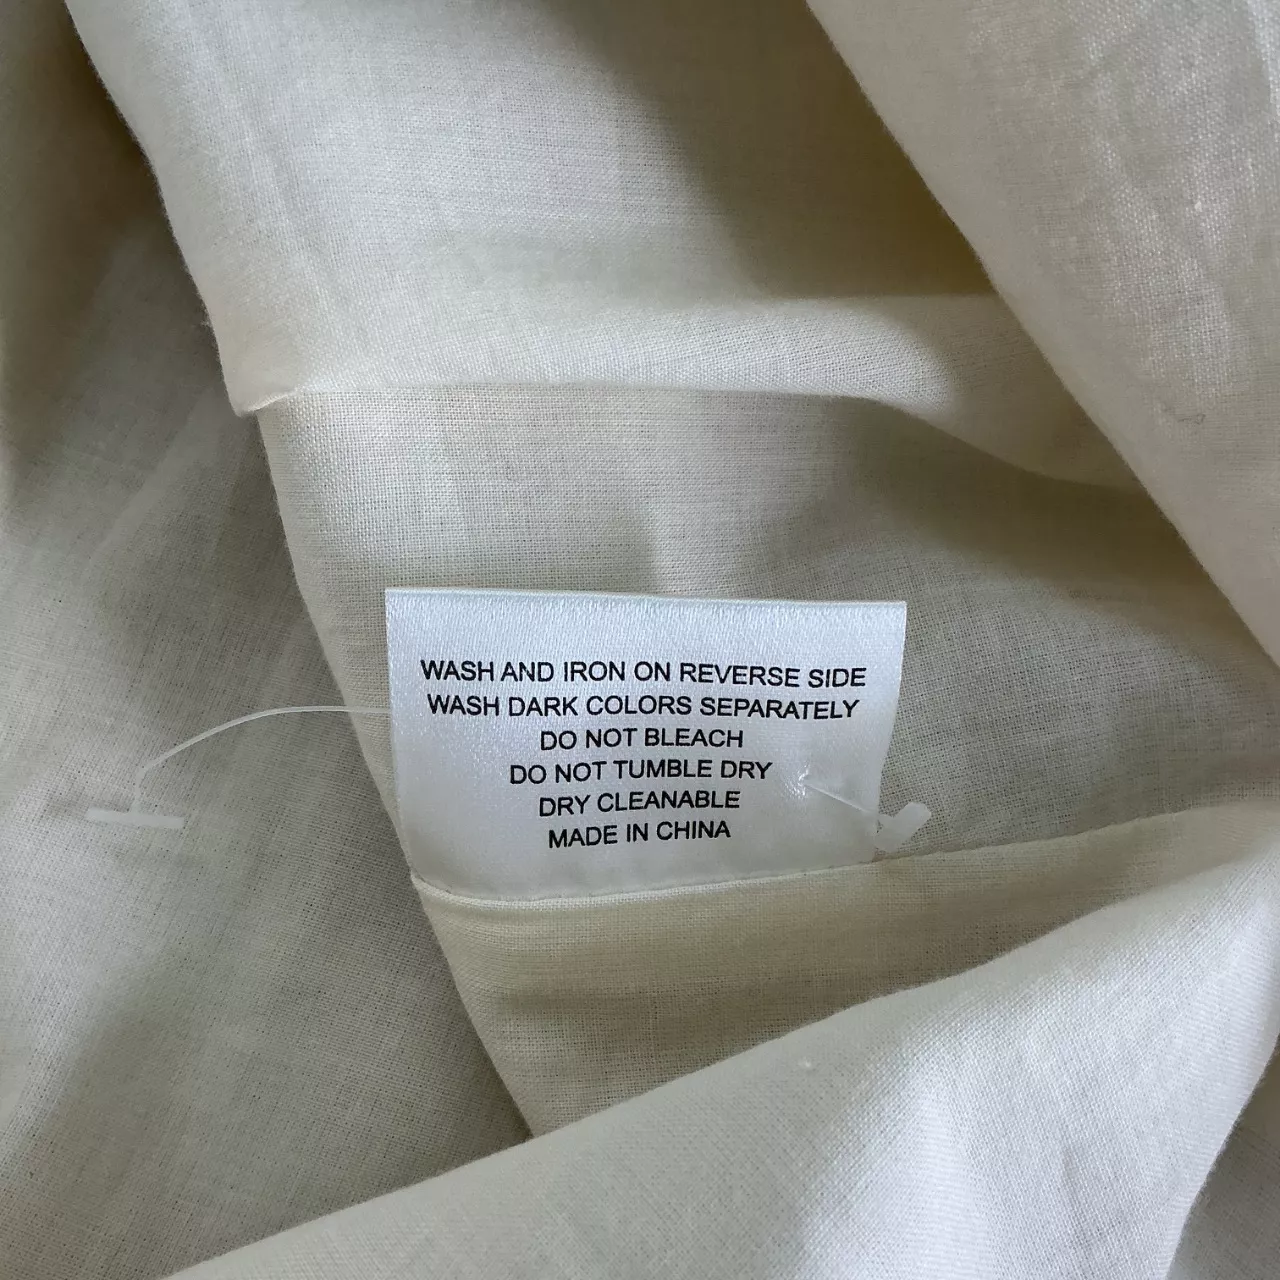 WASH AND IRON ON REVERSE SIDE
WASH DARK COLORS SEPARATELY
DO NOT BLEACH
DO NOT TUMBLE DRY
DRY CLEANABLE
MADE IN CHINA